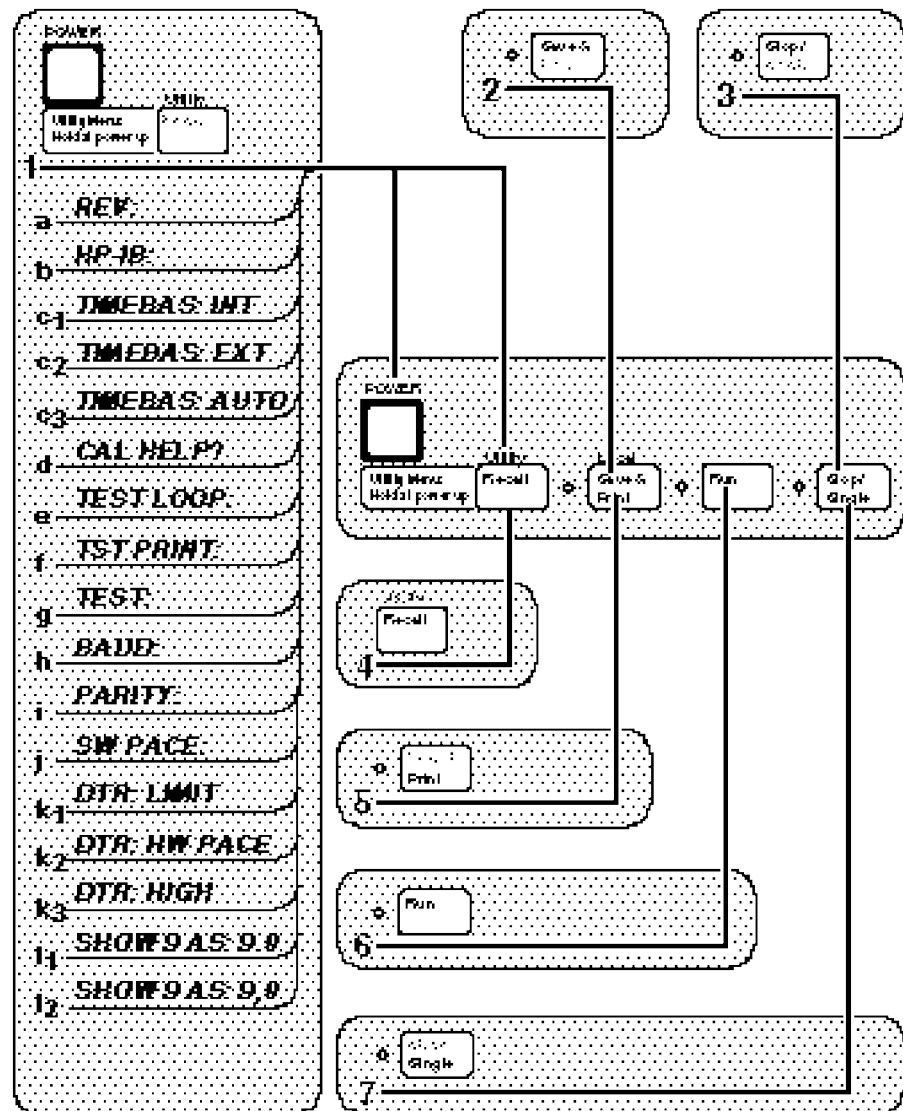 POWER
Utility
Utility Menu
Hold at power up
1
a REV:
b HP-IB:
c1 TIMEBAS: INT
c2 TIMEBAS: EXT
c3 TIMEBAS: AUTO
d CAL HELP?
e TEST LOOP:
f TST PRINT:
g TEST:
h BAUD:
i PARITY:
j SW PACE:
k1 DTR: LIMIT
k2 DTR: HW PACE
k3 DTR: HIGH
l1 SHOW 9 AS: 9.0
l2 SHOW 9 AS: 9,0
Save &
2
Stop/
3
POWER
Utility
Utility Menu
Hold at power up
Recall
Save &
Print
Run
Stop/
Single
Recall
4
Print
5
Run
6
Single
7